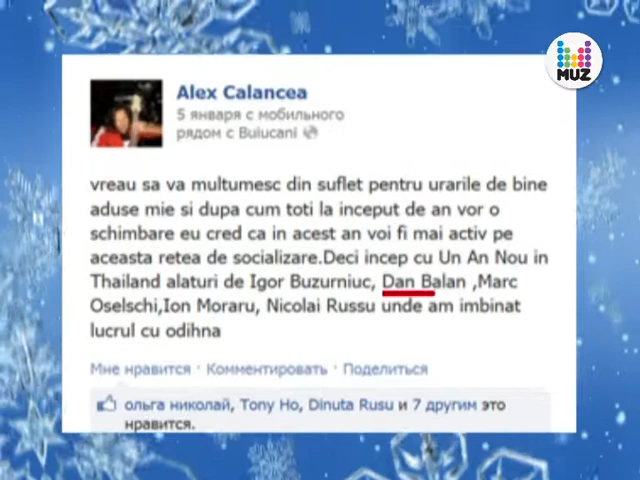 MUZ
Alex Calancea
5 января с мобильного
рядом с Buiucani
vreau sa va multumesc din suflet pentru urarile de bine
aduse mie si dupa cum toti la inceput de an vor o
schimbare eu cred ca in acest an voi fi mai activ pe
aceasta retea de socializare.Deci incep cu Un An Nou in
Thailand alaturi de Igor Buzurniuc, Dan Balan ,Marc
Oselschi,Ion Moraru, Nicolai Russu unde am imbinat
lucrul cu odihna
Мне нравится · Комментировать · Поделиться
ольга николай, Tony Ho, Dinuta Rusu и 7 другим это
нравится.